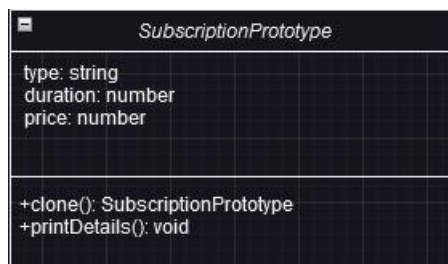 SubscriptionPrototype
type: string
duration: number
price: number
+clone(): SubscriptionPrototype
+printDetails(): void